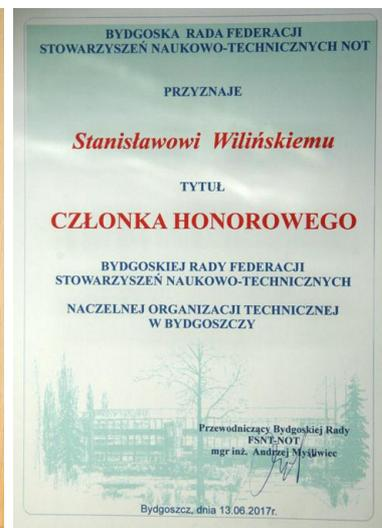 BYDGOSKA RADA FEDERACJI
STOWARZYSZEŃ NAUKOWO-TECHNICZNYCH NOT
PRZYZNAJE
Stanisławowi Wilińskiemu
TYTUŁ
CZŁONKA HONOROWEGO
BYDGOSKIEJ RADY FEDERACJI
STOWARZYSZEŃ NAUKOWO-TECHNICZNYCH
NACZELNEJ ORGANIZACJI TECHNICZNEJ
W BYDGOSZCZY
Przewodniczący Bydgoskiej Rady
FSNT-NOT
mgr inż. Andrzej Myśliwiec
Bydgoszcz, dnia 13.06.2017r.